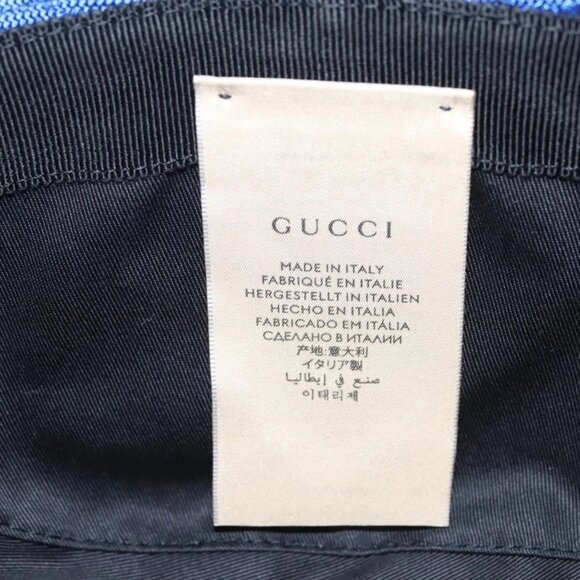 GUCCI
MADE IN ITALY
FABRIQUÉ EN ITALIE
HERGESTELLT IN ITALIEN
HECHO EN ITALIA
FABRICADO EM ITÁLIA
СДЕЛАНО В ИТАЛИИ
产地:意大利
イタリア製
صنع في إيطاليا
이태리제